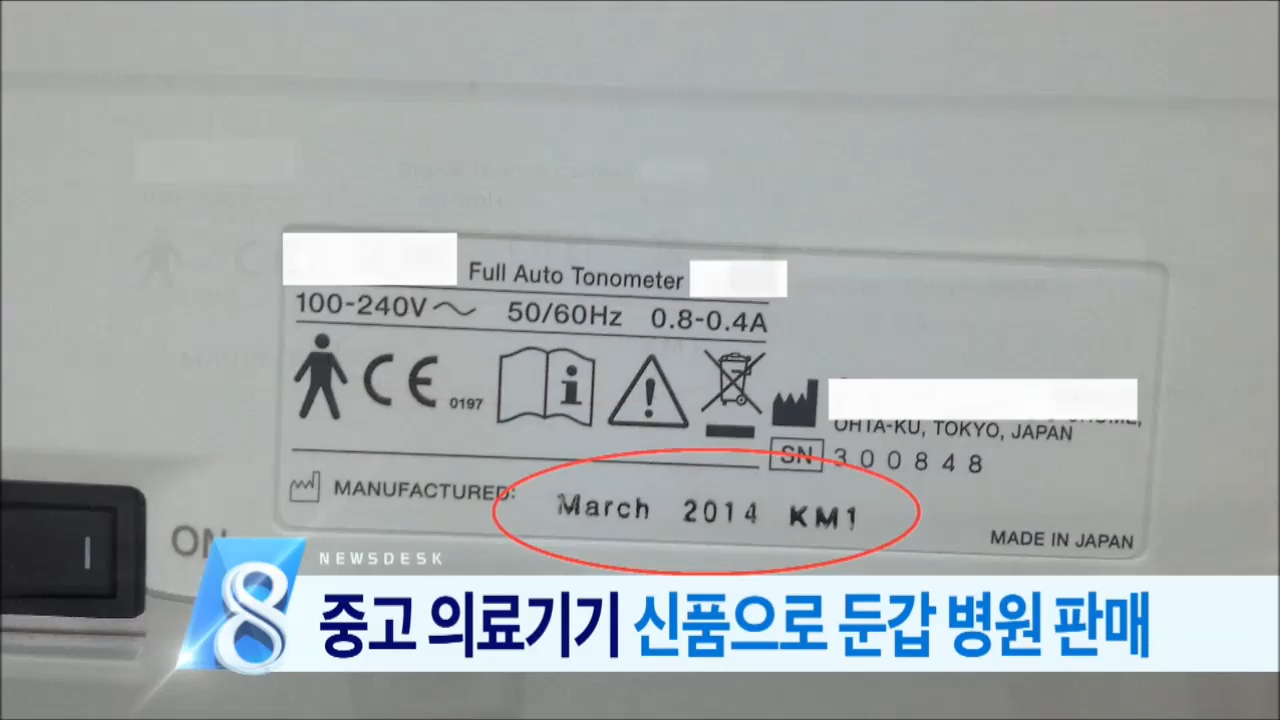 Full Auto Tonometer
100-240V～ 50/60Hz 0.8-0.4A
CE 0197
OHTA-KU, TOKYO, JAPAN
SN 300848
MANUFACTURED: March 2014 KM1
MADE IN JAPAN
ON
8 NEWSDESK
중고 의료기기 신품으로 둔갑 병원 판매